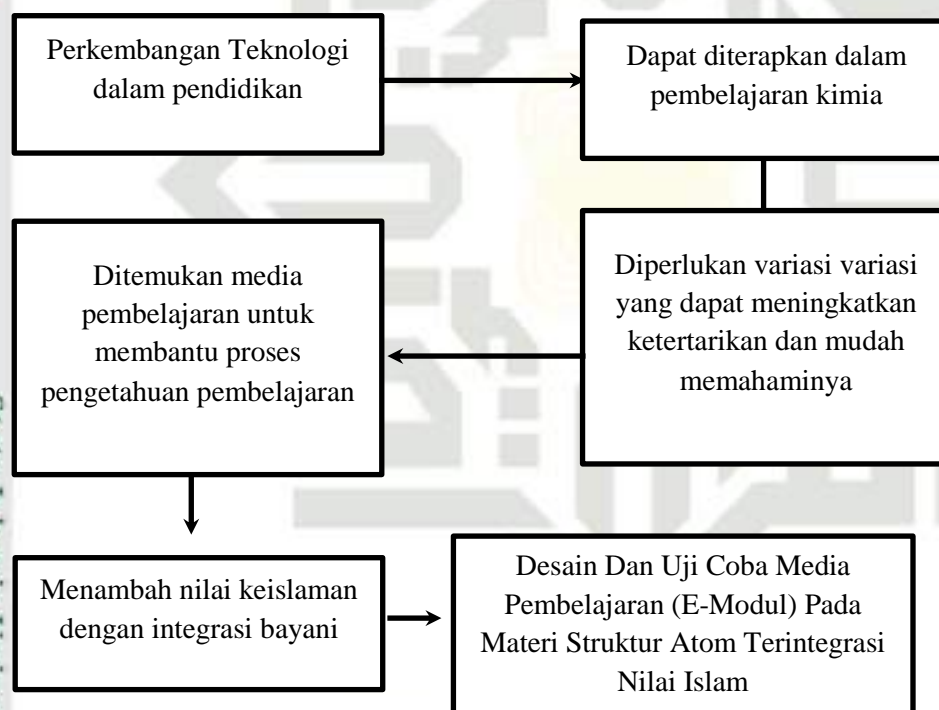 Perkembangan Teknologi
dalam pendidikan
Dapat diterapkan dalam
pembelajaran kimia
Diperlukan variasi variasi
yang dapat meningkatkan
ketertarikan dan mudah
memahaminya
Ditemukan media
pembelajaran untuk
membantu proses
pengetahuan pembelajaran
Menambah nilai keislaman
dengan integrasi bayani
Desain Dan Uji Coba Media
Pembelajaran (E-Modul) Pada
Materi Struktur Atom Terintegrasi
Nilai Islam